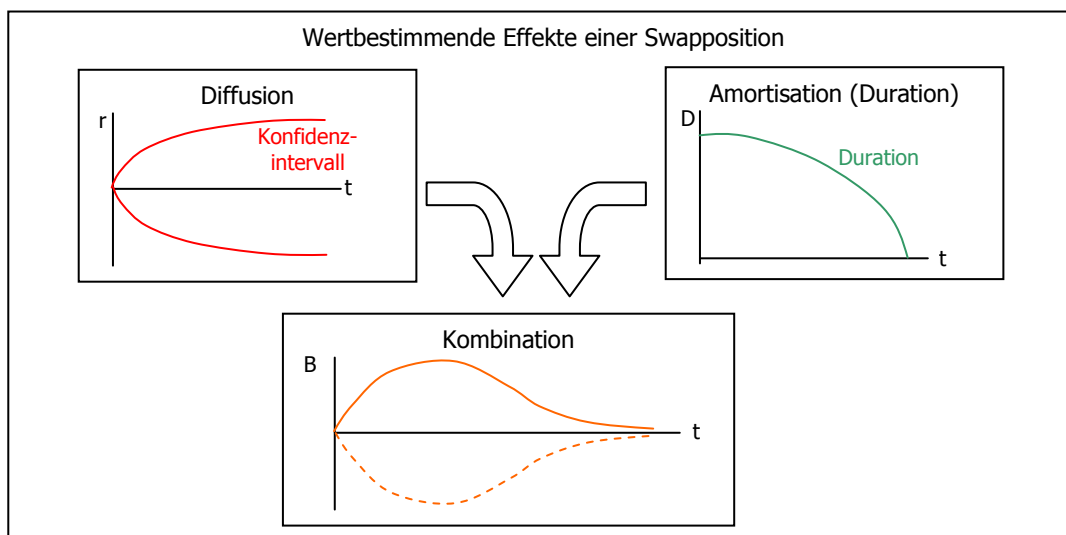 Wertbestimmende Effekte einer Swapposition
Diffusion
r
Konfidenz-
intervall
t
Amortisation (Duration)
D
Duration
t
Kombination
B
t